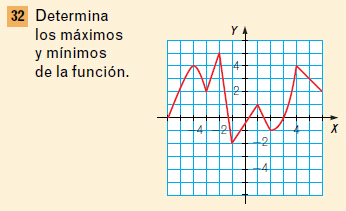 32 Determina
los máximos
y mínimos
de la función.
Y
4
2
-4 -2 2 4 X
-2
-4